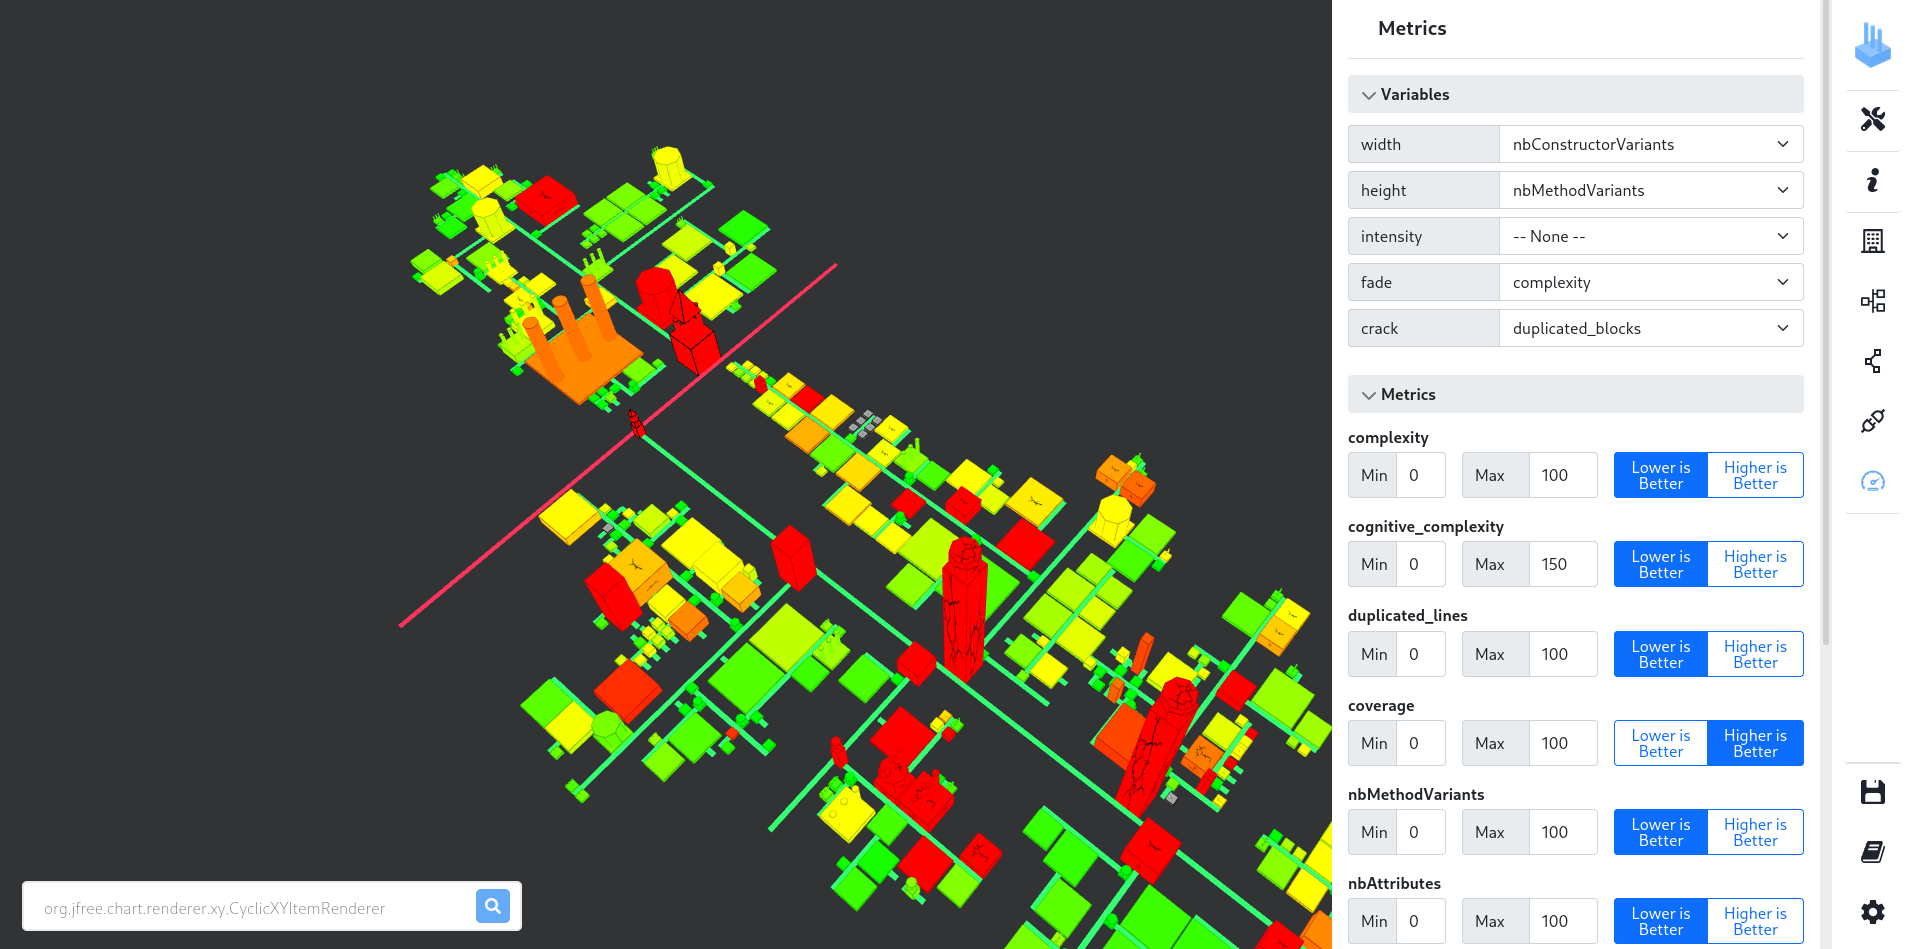 Metrics
Variables
width nbConstructorVariants
height nbMethodVariants
intensity -- None --
fade complexity
crack duplicated_blocks
Metrics
complexity
Min 0 Max 100 Lower is Better Higher is Better
cognitive_complexity
Min 0 Max 150 Lower is Better Higher is Better
duplicated_lines
Min 0 Max 100 Lower is Better Higher is Better
coverage
Min 0 Max 100 Lower is Better Higher is Better
nbMethodVariants
Min 0 Max 100 Lower is Better Higher is Better
nbAttributes
Min 0 Max 100 Lower is Better Higher is Better
org.jfree.chart.renderer.xy.CyclicXYItemRenderer